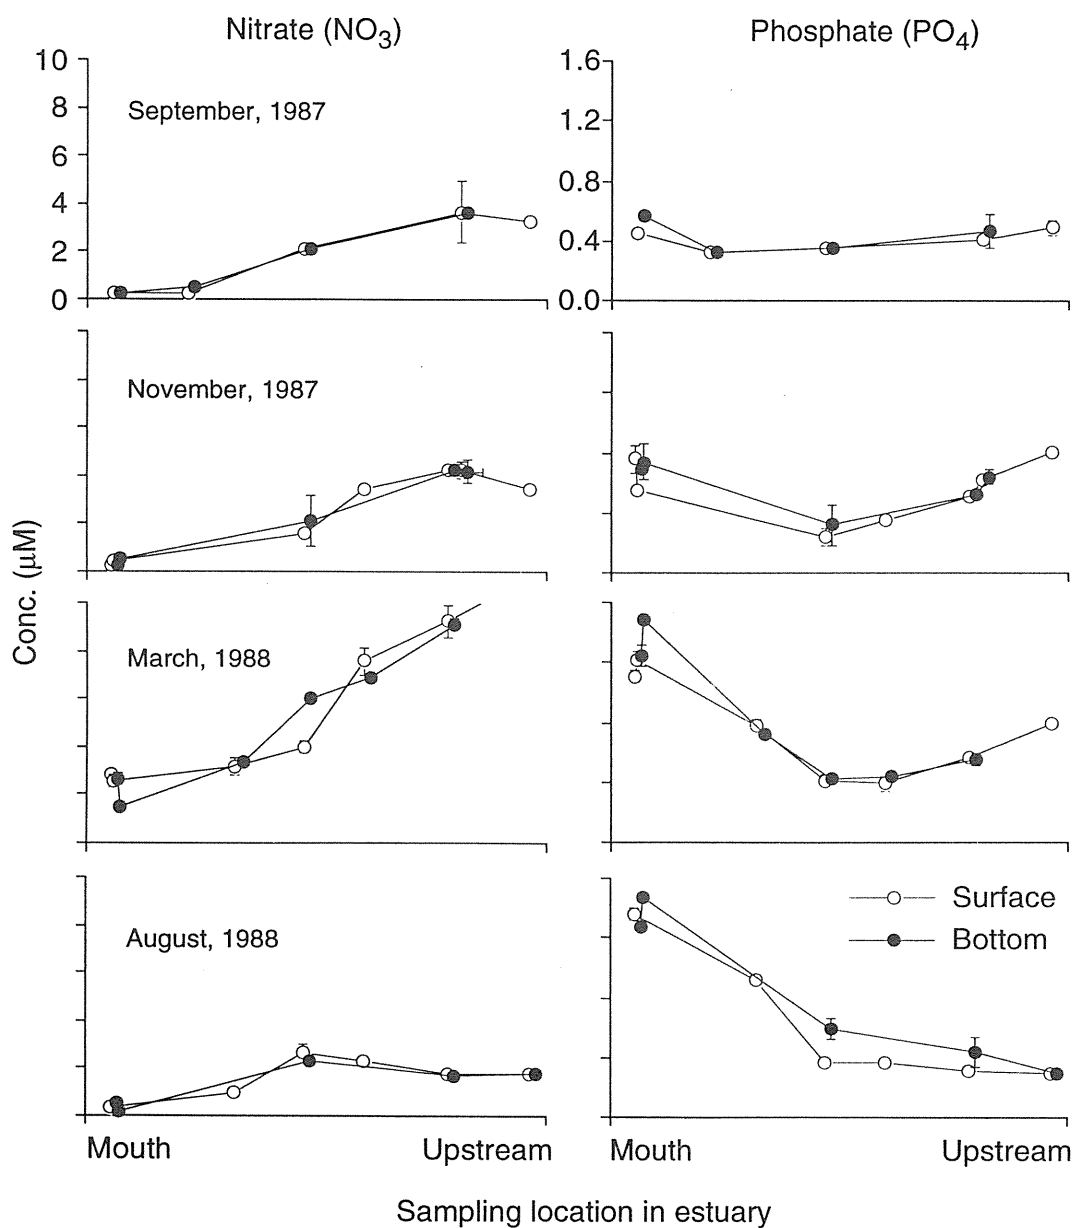 Nitrate (NO3)
Phosphate (PO4)
10
8
6
4
2
0
September, 1987
1.6
1.2
0.8
0.4
0.0
November, 1987
Conc. (μM)
March, 1988
August, 1988
Surface
Bottom
Mouth
Upstream
Mouth
Upstream
Sampling location in estuary